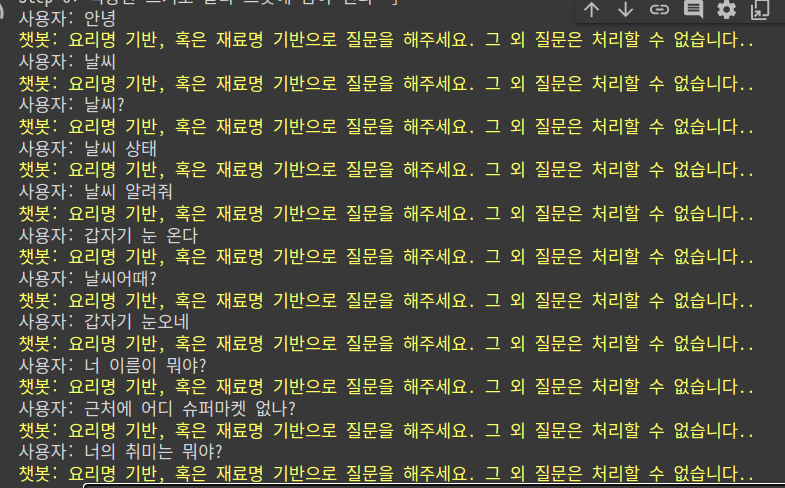 사용자: 안녕
챗봇: 요리명 기반, 혹은 재료명 기반으로 질문을 해주세요. 그 외 질문은 처리할 수 없습니다..
사용자: 날씨
챗봇: 요리명 기반, 혹은 재료명 기반으로 질문을 해주세요. 그 외 질문은 처리할 수 없습니다..
사용자: 날씨?
챗봇: 요리명 기반, 혹은 재료명 기반으로 질문을 해주세요. 그 외 질문은 처리할 수 없습니다..
사용자: 날씨 상태
챗봇: 요리명 기반, 혹은 재료명 기반으로 질문을 해주세요. 그 외 질문은 처리할 수 없습니다..
사용자: 날씨 알려줘
챗봇: 요리명 기반, 혹은 재료명 기반으로 질문을 해주세요. 그 외 질문은 처리할 수 없습니다..
사용자: 갑자기 눈 온다
챗봇: 요리명 기반, 혹은 재료명 기반으로 질문을 해주세요. 그 외 질문은 처리할 수 없습니다..
사용자: 날씨어때?
챗봇: 요리명 기반, 혹은 재료명 기반으로 질문을 해주세요. 그 외 질문은 처리할 수 없습니다..
사용자: 갑자기 눈오네
챗봇: 요리명 기반, 혹은 재료명 기반으로 질문을 해주세요. 그 외 질문은 처리할 수 없습니다..
사용자: 너 이름이 뭐야?
챗봇: 요리명 기반, 혹은 재료명 기반으로 질문을 해주세요. 그 외 질문은 처리할 수 없습니다..
사용자: 근처에 어디 슈퍼마켓 없나?
챗봇: 요리명 기반, 혹은 재료명 기반으로 질문을 해주세요. 그 외 질문은 처리할 수 없습니다..
사용자: 너의 취미는 뭐야?
챗봇: 요리명 기반, 혹은 재료명 기반으로 질문을 해주세요. 그 외 질문은 처리할 수 없습니다..